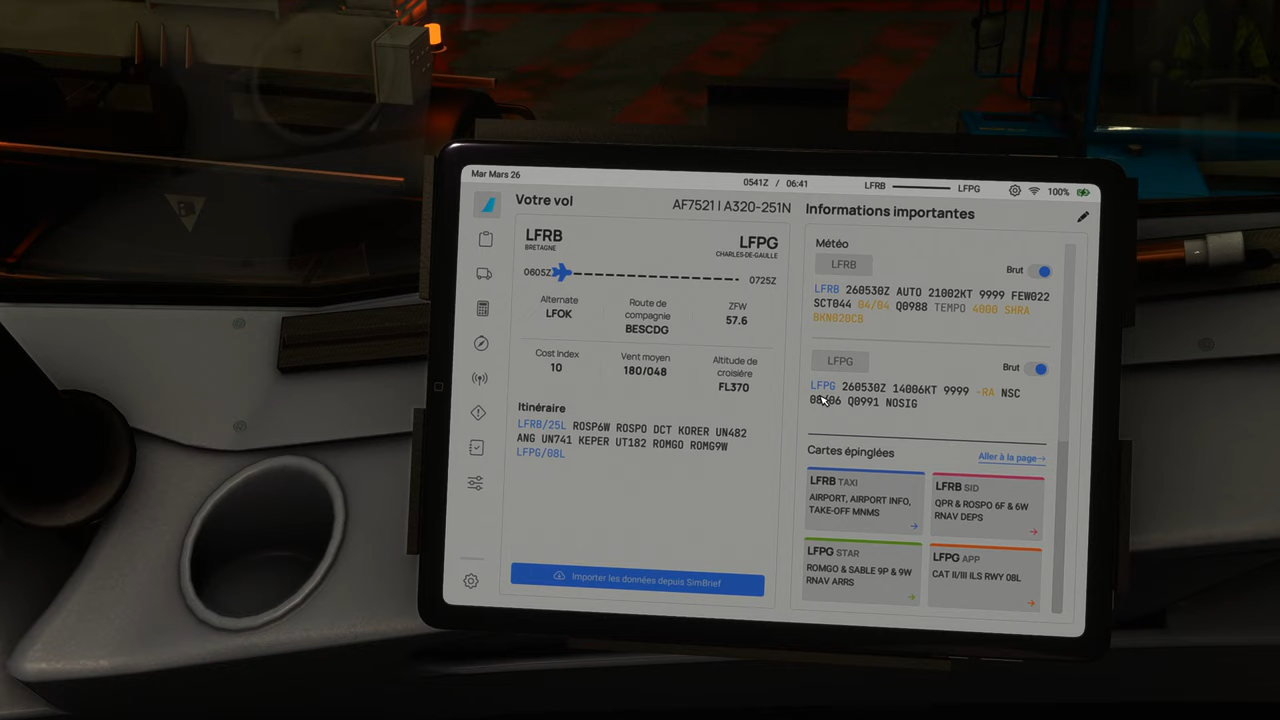 Mar Mars 26
0541Z / 06:41
LFRB LFPG
100%
Votre vol
AF7521 | A320-251N
LFRB
BRETAGNE
LFPG
CHARLES-DE-GAULLE
0605Z
0725Z
Alternate
LFOK
Route de
compagnie
BESCDG
ZFW
57.6
Cost Index
10
Vent moyen
180/048
Altitude de
croisière
FL370
Itinéraire
LFRB/25L ROSP6W ROSPO DCT KORER UN482
ANG UN741 KEPER UT182 ROMGO ROMG9W
LFPG/08L
Importer les données depuis SimBrief
Informations importantes
Météo
LFRB
Brut
LFRB 260530Z AUTO 21002KT 9999 FEW022
SCT044 04/04 Q0988 TEMPO 4000 SHRA
BKN020CB
LFPG
Brut
LFPG 260530Z 14006KT 9999 -RA NSC
Q0991 NOSIG
Cartes épinglées
Aller à la page
LFRB TAXI
AIRPORT, AIRPORT INFO,
TAKE-OFF MNMS
LFRB SID
QPR & ROSPO 6F & 6W
RNAV DEPS
LFPG STAR
ROMGO & SABLE 9P & 9W
RNAV ARRS
LFPG APP
CAT II/III ILS RWY 08L